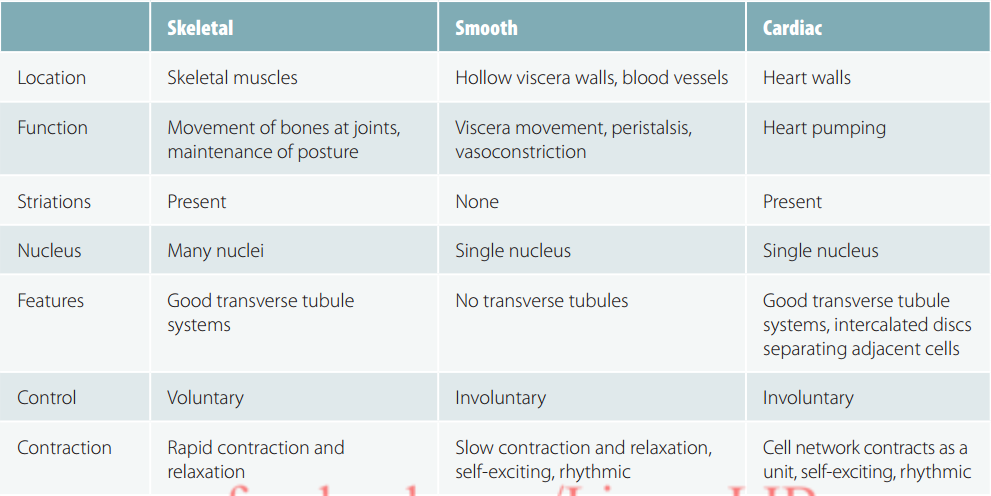 Skeletal Smooth Cardiac
Location Skeletal muscles Hollow viscera walls, blood vessels Heart walls
Function Movement of bones at joints, Viscera movement, peristalsis, Heart pumping
maintenance of posture vasoconstriction
Striations Present None Present
Nucleus Many nuclei Single nucleus Single nucleus
Features Good transverse tubule No transverse tubules Good transverse tubule
systems systems, intercalated discs
separating adjacent cells
Control Voluntary Involuntary Involuntary
Contraction Rapid contraction and Slow contraction and relaxation, Cell network contracts as a
relaxation self-exciting, rhythmic unit, self-exciting, rhythmic